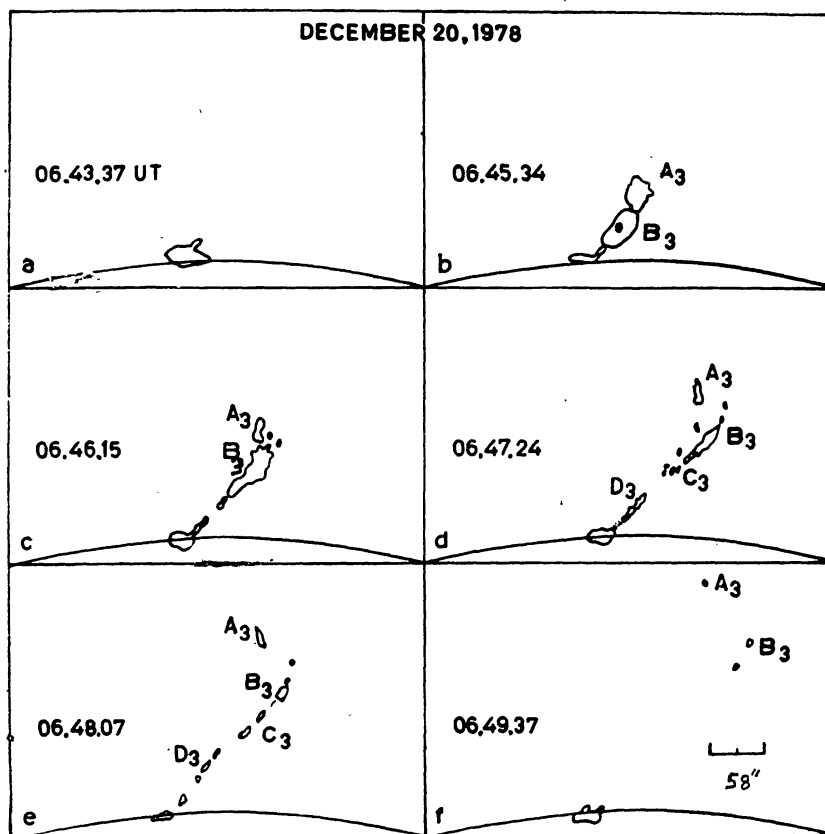 DECEMBER 20,1978
06.43.37 UT
a
06.45.34
A3
B3
b
06.46.15
A3
B3
c
06.47.24
A3
B3
C3
D3
d
06.48.07
A3
B3
C3
D3
e
06.49.37
A3
B3
58"
f